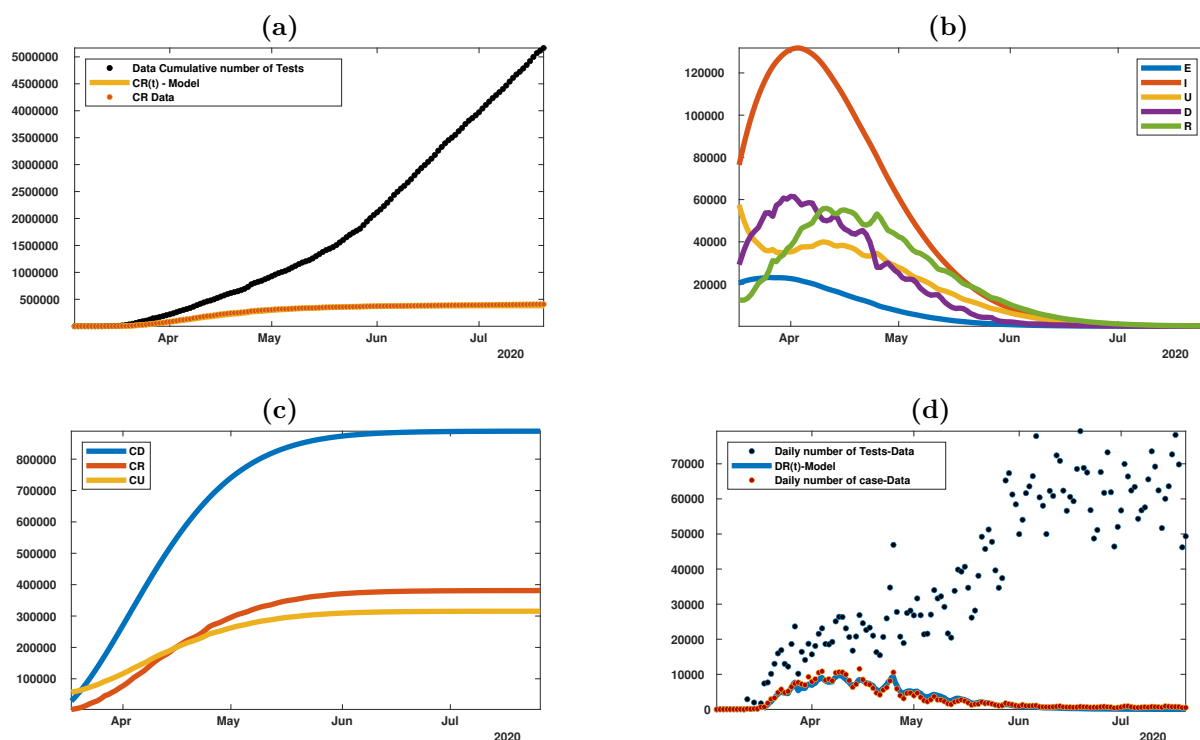 (a)
5000000
4500000
4000000
3500000
3000000
2500000
2000000
1500000
1000000
500000
0
Data Cumulative number of Tests
CR(t) - Model
CR Data
Apr May Jun Jul
2020
(b)
120000
100000
80000
60000
40000
20000
E
I
U
D
R
Apr May Jun Jul
2020
(c)
800000
700000
600000
500000
400000
300000
200000
100000
CD
CR
CU
Apr May Jun Jul
2020
(d)
70000
60000
50000
40000
30000
20000
10000
0
Daily number of Tests-Data
DR(t)-Model
Daily number of case-Data
Apr May Jun Jul
2020